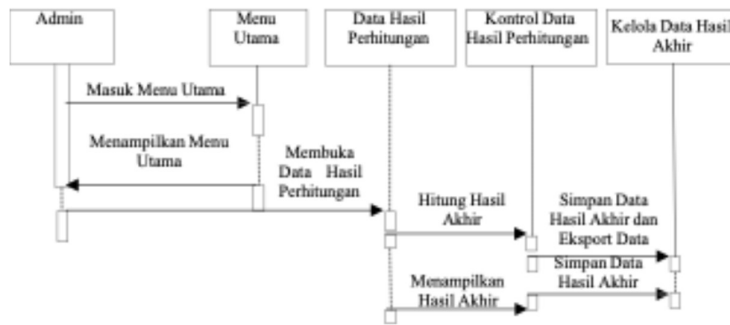 Admin
Menu
Utama
Data Hasil
Perhitungan
Kontrol Data
Hasil Perhitungan
Kelola Data Hasil
Akhir
Masuk Menu Utama
Menampilkan Menu
Utama
Membuka
Data Hasil
Perhitungan
Hitung Hasil
Akhir
Simpan Data
Hasil Akhir dan
Eksport Data
Menampilkan
Hasil Akhir
Simpan Data
Hasil Akhir